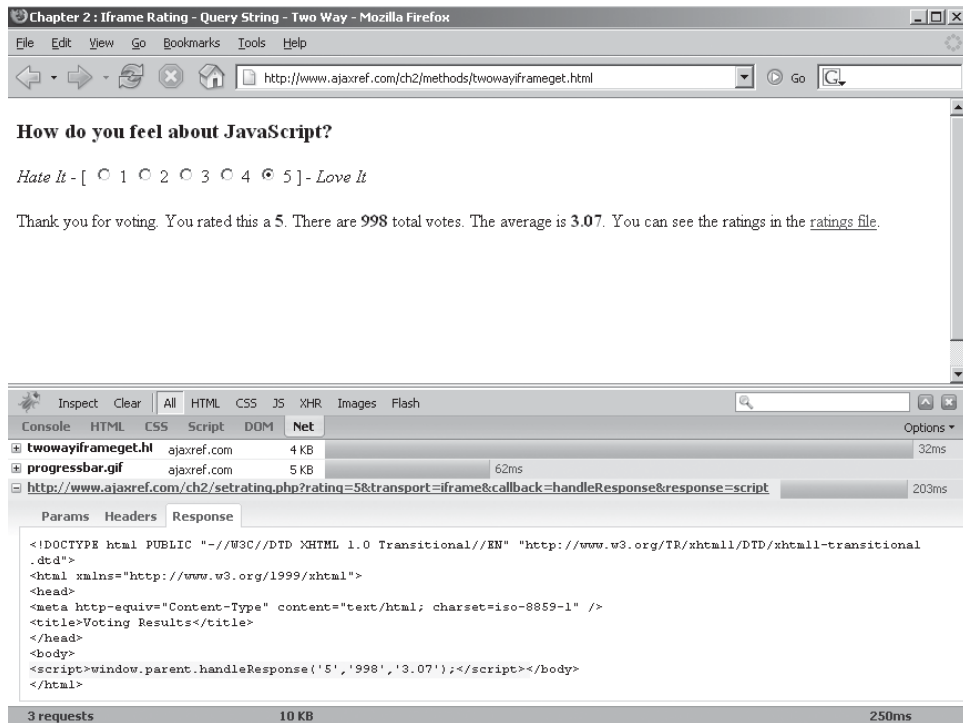 Chapter 2 : Iframe Rating - Query String - Two Way - Mozilla Firefox
File Edit View Go Bookmarks Tools Help
http://www.ajaxref.com/ch2/methods/twowayiframeget.html Go G
How do you feel about JavaScript?
Hate It - [ 1 2 3 4 5 ] - Love It
Thank you for voting. You rated this a 5. There are 998 total votes. The average is 3.07. You can see the ratings in the ratings file.
Inspect Clear All HTML CSS JS XHR Images Flash
Console HTML CSS Script DOM Net Options
twowayiframeget.ht ajaxref.com 4 KB 32ms
progressbar.gif ajaxref.com 5 KB 62ms
http://www.ajaxref.com/ch2/setrating.php?rating=5&transport=iframe&callback=handleResponse&response=script 203ms
Params Headers Response
<!DOCTYPE html PUBLIC "-//W3C//DTD XHTML 1.0 Transitional//EN" "http://www.w3.org/TR/xhtml1/DTD/xhtml1-transitional
.dtd">
<html xmlns="http://www.w3.org/1999/xhtml">
<head>
<meta http-equiv="Content-Type" content="text/html; charset=iso-8859-1" />
<title>Voting Results</title>
</head>
<body>
<script>window.parent.handleResponse('5','998','3.07');</script></body>
</html>
3 requests 10 KB 250ms